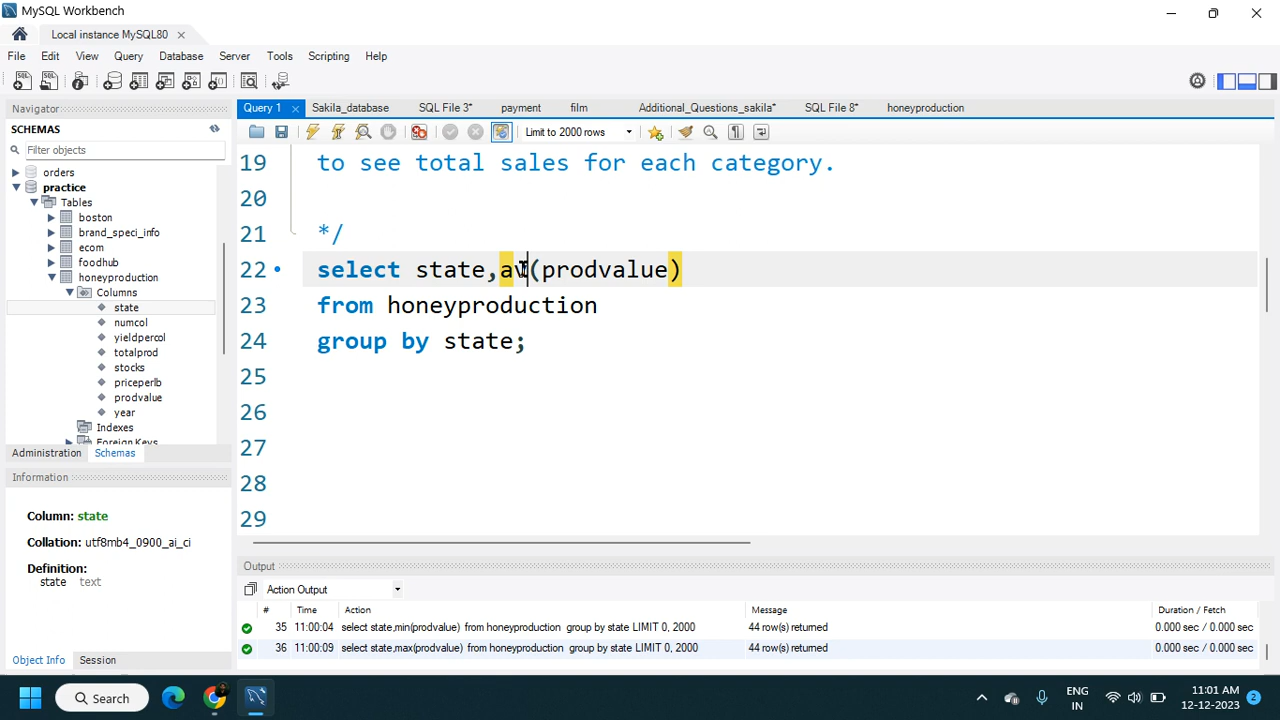 MySQL Workbench
Local instance MySQL80
File Edit View Query Database Server Tools Scripting Help
Navigator
SCHEMAS
Filter objects
orders
practice
Tables
boston
brand_speci_info
ecom
foodhub
honeyproduction
Columns
state
numcol
yieldpercol
totalprod
stocks
priceperlb
prodvalue
year
Indexes
Foreign Keys
Administration Schemas
Information
Column: state
Collation: utf8mb4_0900_ai_ci
Definition:
state text
Object Info Session
Query 1 Sakila_database SQL File 3* payment film Additional_Questions_sakila* SQL File 8* honeyproduction
Limit to 2000 rows
19 to see total sales for each category.
20
21 */
22 select state,av(prodvalue)
23 from honeyproduction
24 group by state;
25
26
27
28
29
Output
Action Output
# Time Action Message Duration / Fetch
35 11:00:04 select state,min(prodvalue) from honeyproduction group by state LIMIT 0, 2000 44 row(s) returned 0.000 sec / 0.000 sec
36 11:00:09 select state,max(prodvalue) from honeyproduction group by state LIMIT 0, 2000 44 row(s) returned 0.000 sec / 0.000 sec
Search
ENG
IN
11:01 AM
12-12-2023
2